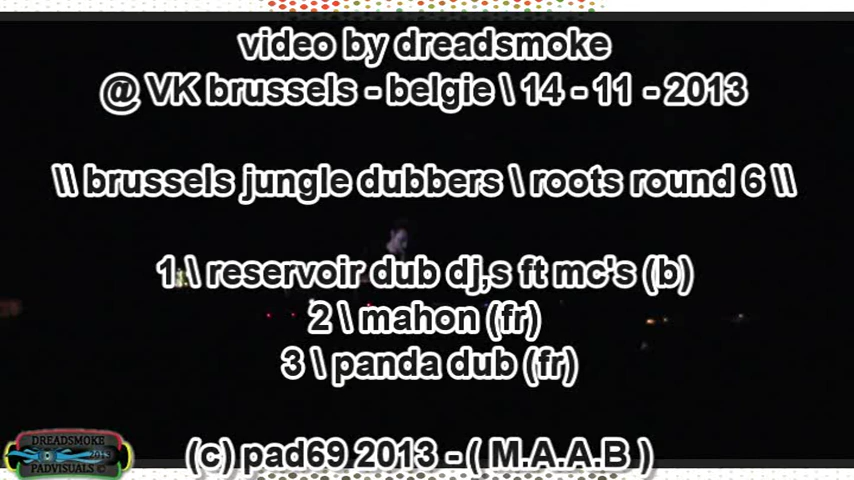 video by dreadsmoke
@ VK brussels - belgie \ 14 - 11 - 2013
\\ brussels jungle dubbers \ roots round 6 \\
1 \ reservoir dub dj,s ft mc's (b)
2 \ mahon (fr)
3 \ panda dub (fr)
(c) pad69 2013 - ( M.A.A.B )
DREADSMOKE
2013
PADVISUALS ©